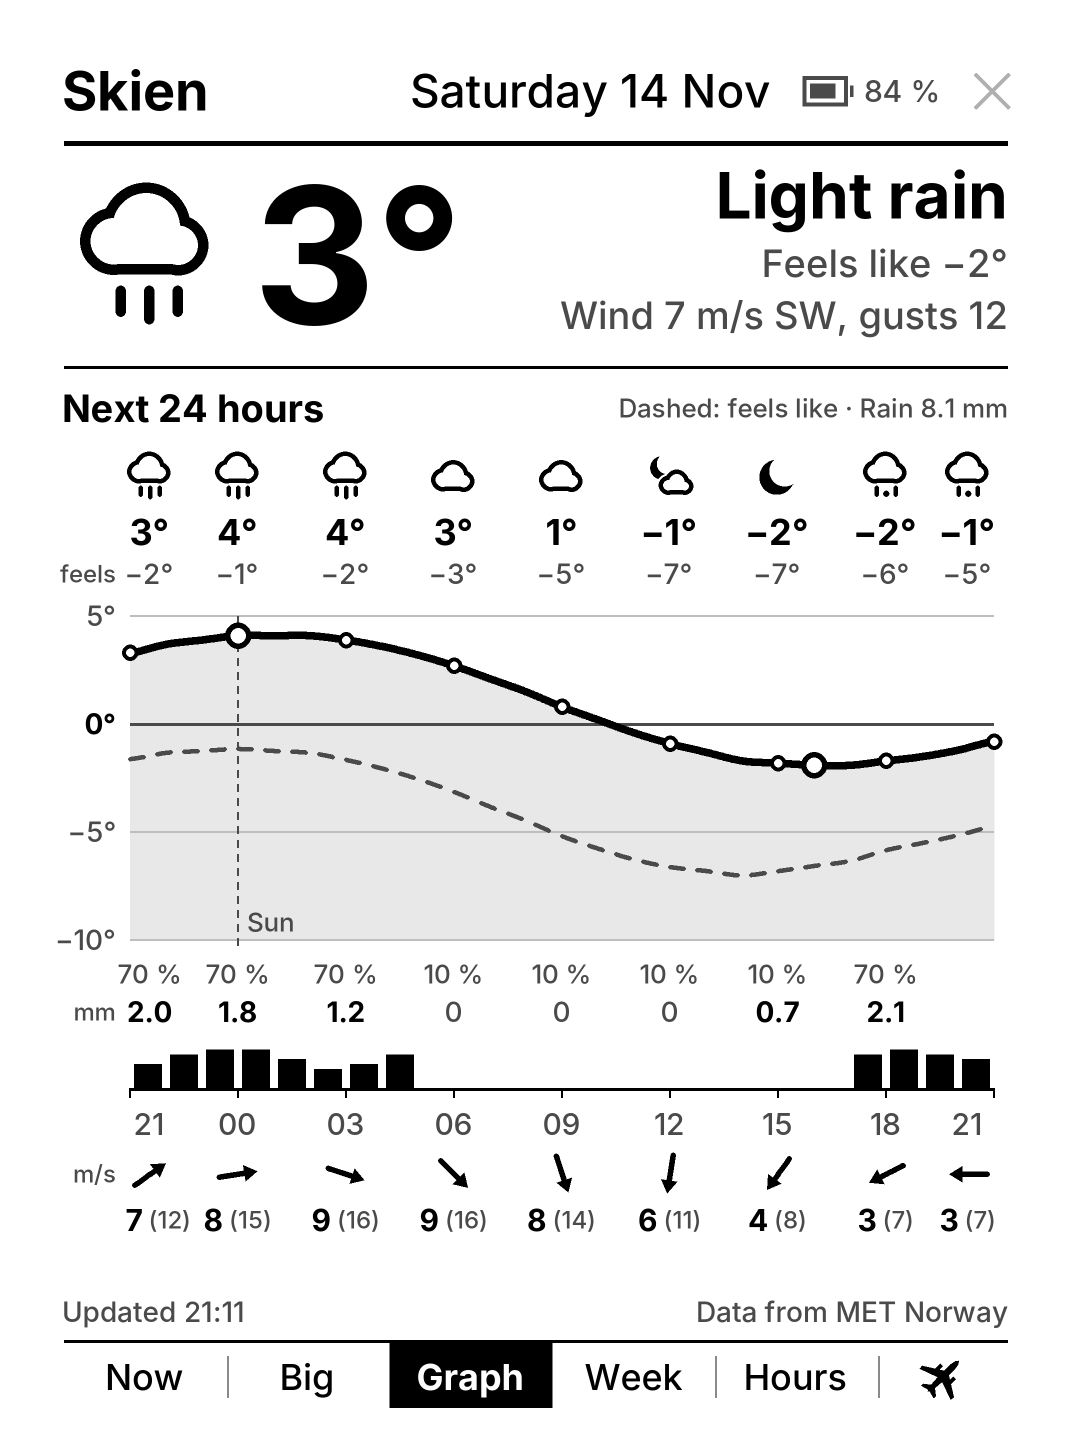 Skien Saturday 14 Nov 84 %
3° Light rain
Feels like −2°
Wind 7 m/s SW, gusts 12
Next 24 hours Dashed: feels like · Rain 8.1 mm
3° 4° 4° 3° 1° −1° −2° −2° −1°
feels −2° −1° −2° −3° −5° −7° −7° −6° −5°
5°
0°
−5°
Sun
−10°
70 % 70 % 70 % 10 % 10 % 10 % 10 % 70 %
mm 2.0 1.8 1.2 0 0 0 0.7 2.1
21 00 03 06 09 12 15 18 21
m/s
7 (12) 8 (15) 9 (16) 9 (16) 8 (14) 6 (11) 4 (8) 3 (7) 3 (7)
Updated 21:11 Data from MET Norway
Now Big Graph Week Hours